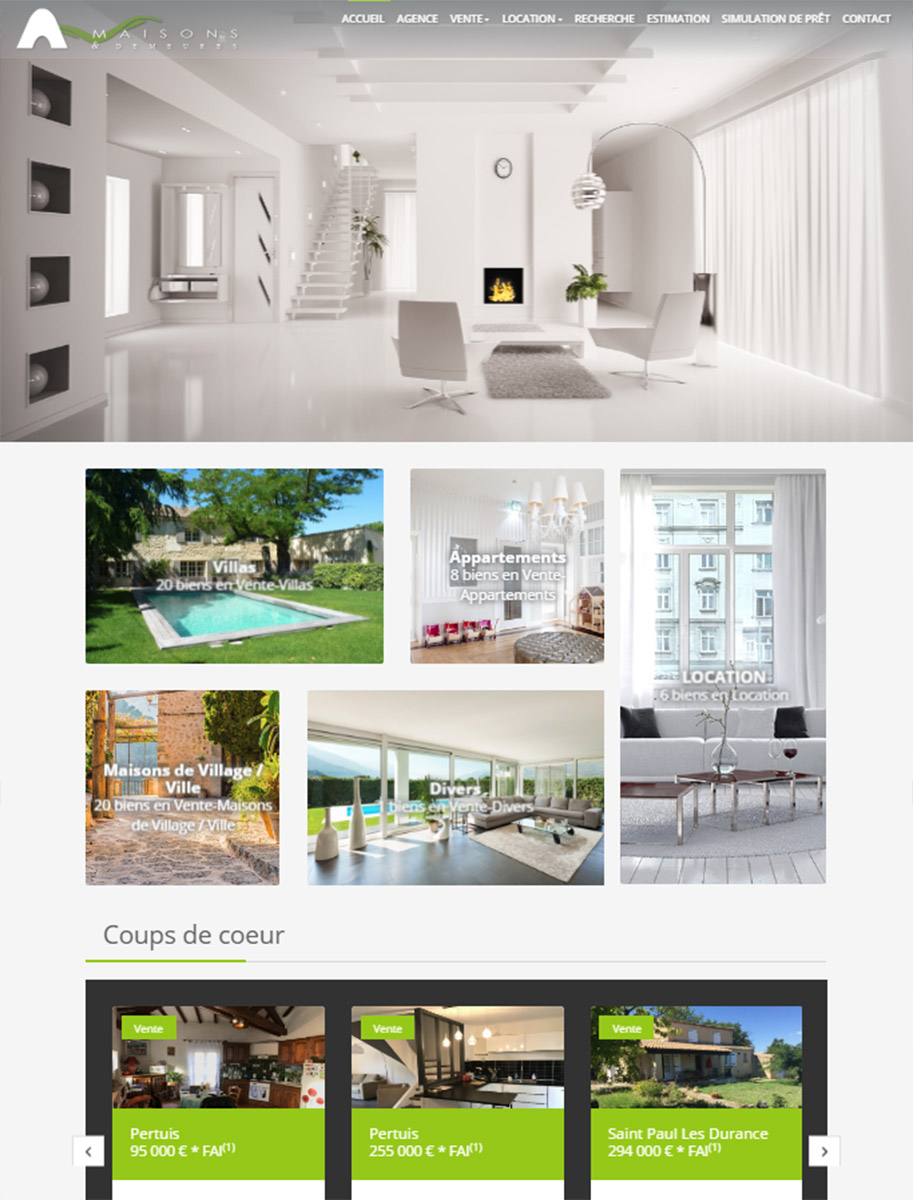 MAISONS
& DEMEURES
ACCUEIL AGENCE VENTE LOCATION RECHERCHE ESTIMATION SIMULATION DE PRÊT CONTACT
Villas
20 biens en Vente-Villas
Appartements
8 biens en Vente-
Appartements
LOCATION
6 biens en Location
Maisons de Village /
Ville
20 biens en Vente-Maisons
de Village / Ville
Divers
biens en Vente-Divers
Coups de coeur
Vente
Vente
Vente
Pertuis
95 000 € * FAI(1)
Pertuis
255 000 € * FAI(1)
Saint Paul Les Durance
294 000 € * FAI(1)